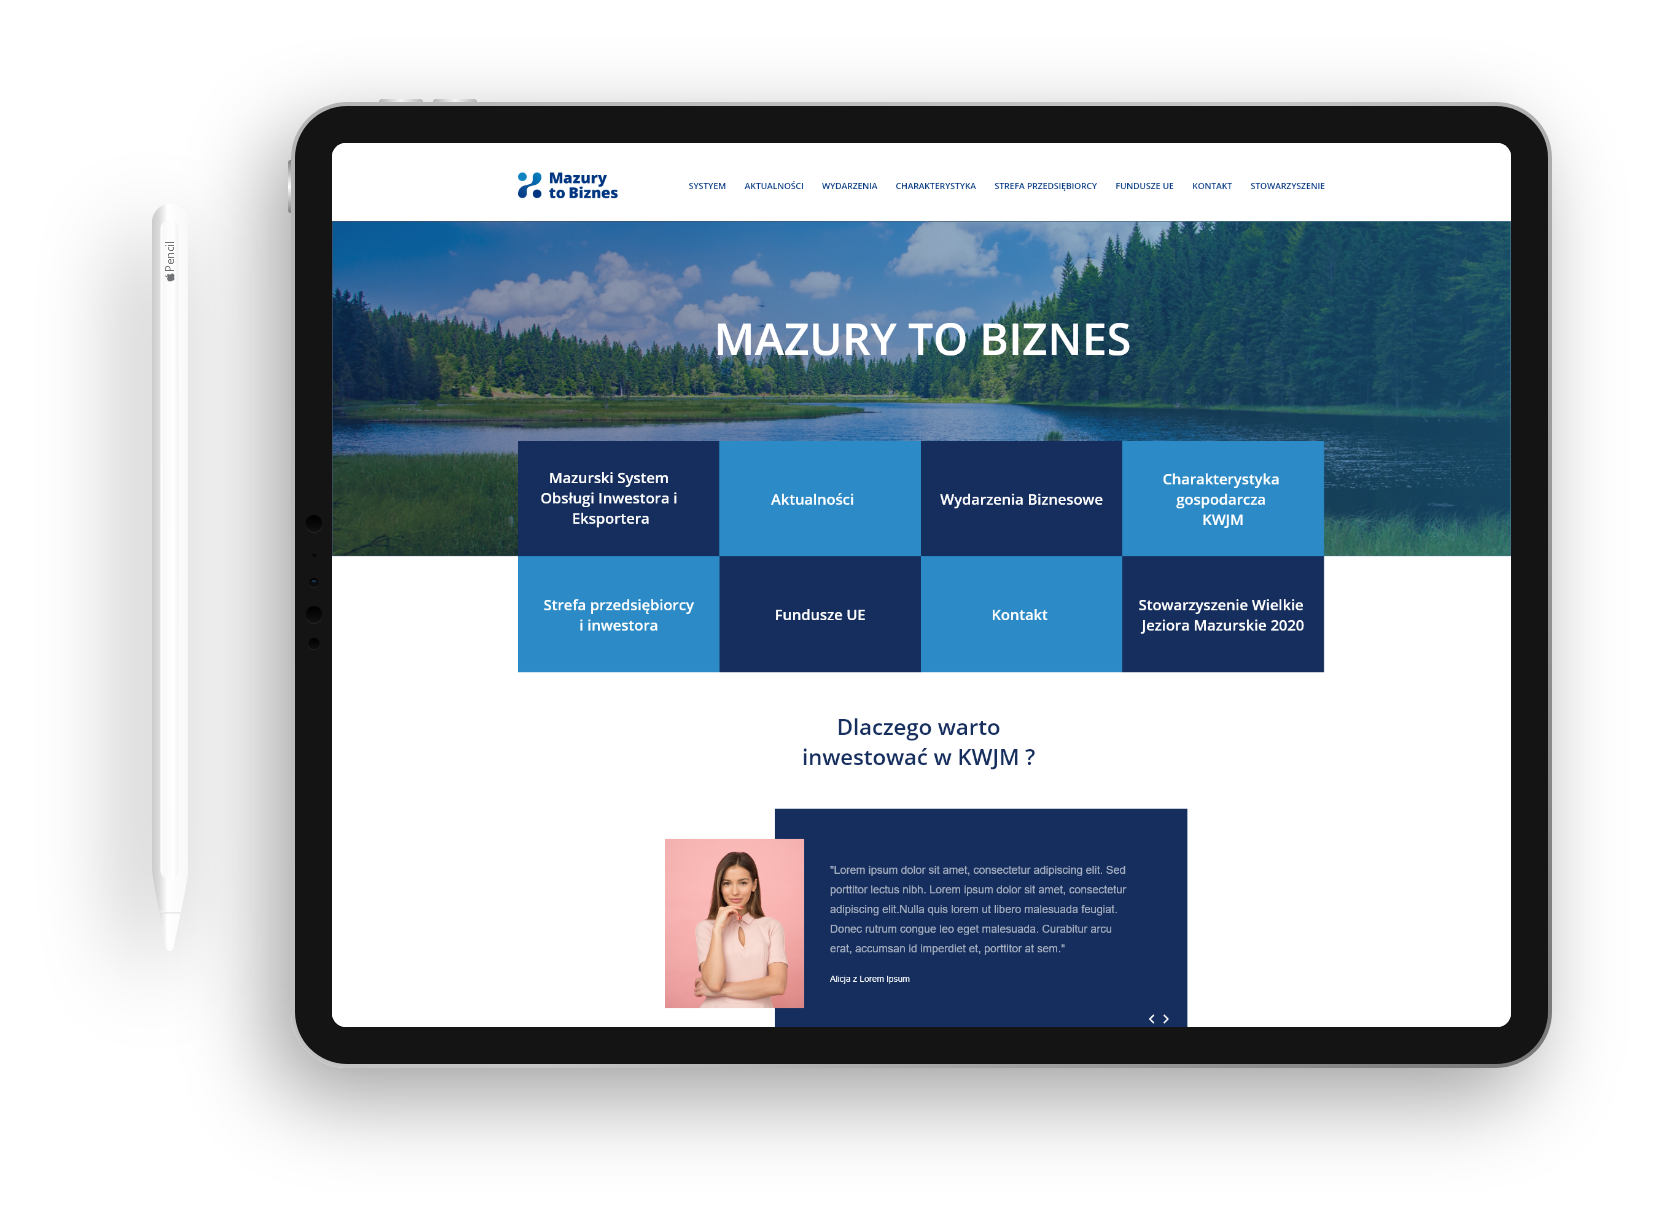 Pencil
Mazury
to Biznes
SYSTYEM AKTUALNOŚCI WYDARZENIA CHARAKTERYSTYKA STREFA PRZEDSIĘBIORCY FUNDUSZE UE KONTAKT STOWARZYSZENIE
MAZURY TO BIZNES
Mazurski System
Obsługi Inwestora i
Eksportera
Aktualności
Wydarzenia Biznesowe
Charakterystyka
gospodarcza
KWJM
Strefa przedsiębiorcy
i inwestora
Fundusze UE
Kontakt
Stowarzyszenie Wielkie
Jeziora Mazurskie 2020
Dlaczego warto
inwestować w KWJM ?
"Lorem ipsum dolor sit amet, consectetur adipiscing elit. Sed
porttitor lectus nibh. Lorem ipsum dolor sit amet, consectetur
adipiscing elit.Nulla quis lorem ut libero malesuada feugiat.
Donec rutrum congue leo eget malesuada. Curabitur arcu
erat, accumsan id imperdiet et, porttitor at sem."
Alicja z Lorem Ipsum